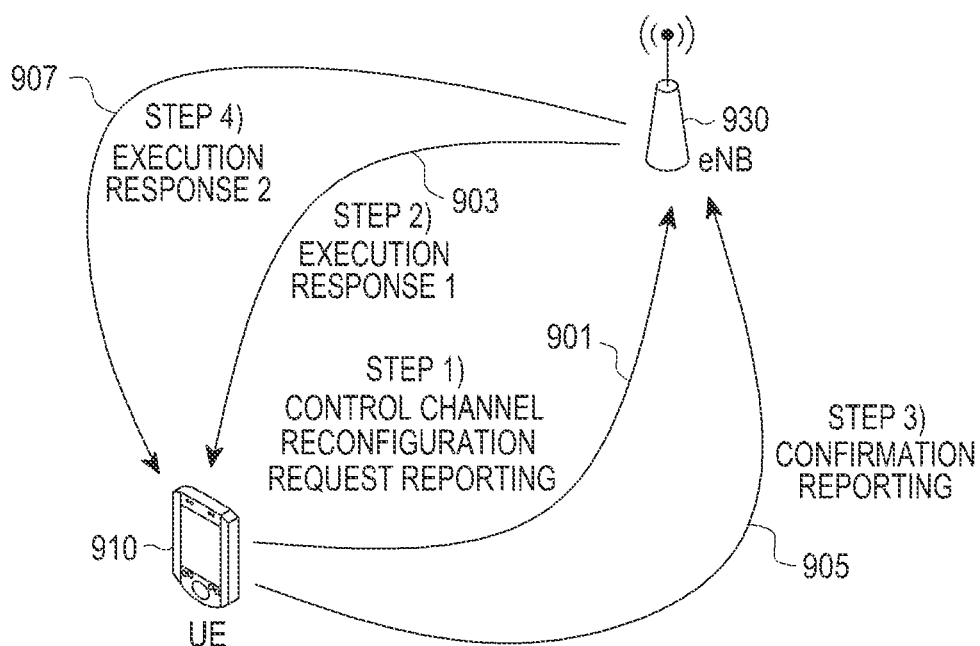 907
STEP 4)
EXECUTION
RESPONSE 2
930
eNB
903
STEP 2)
EXECUTION
RESPONSE 1
901
STEP 1)
CONTROL CHANNEL
RECONFIGURATION
REQUEST REPORTING
STEP 3)
CONFIRMATION
REPORTING
910
905
UE